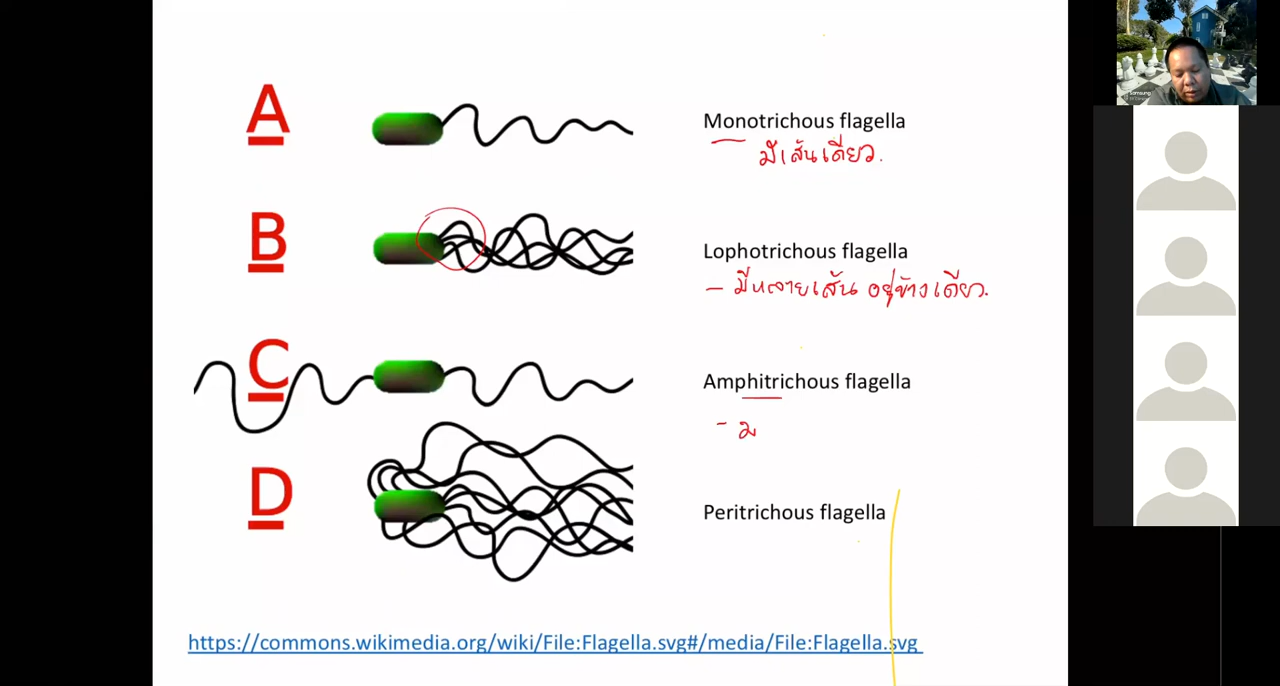 A
Monotrichous flagella
มีเส้นเดียว.
B
Lophotrichous flagella
– มีหลายเส้น อยู่ข้างเดียว.
C
Amphitrichous flagella
- ม
D
Peritrichous flagella
https://commons.wikimedia.org/wiki/File:Flagella.svg#/media/File:Flagella.svg
Samsung